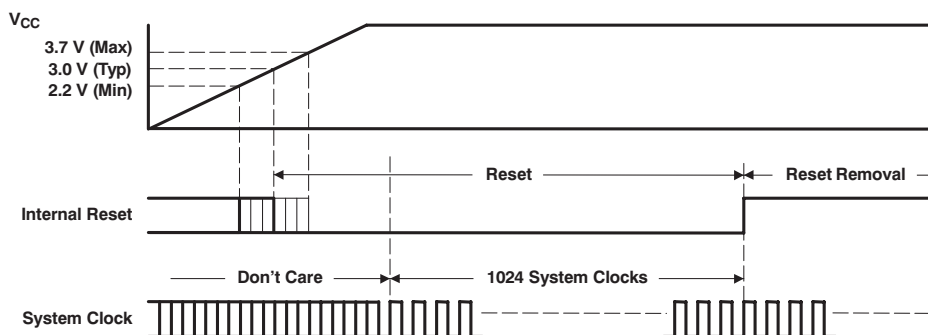 VCC
3.7 V (Max)
3.0 V (Typ)
2.2 V (Min)
Reset
Reset Removal
Internal Reset
Don't Care
1024 System Clocks
System Clock